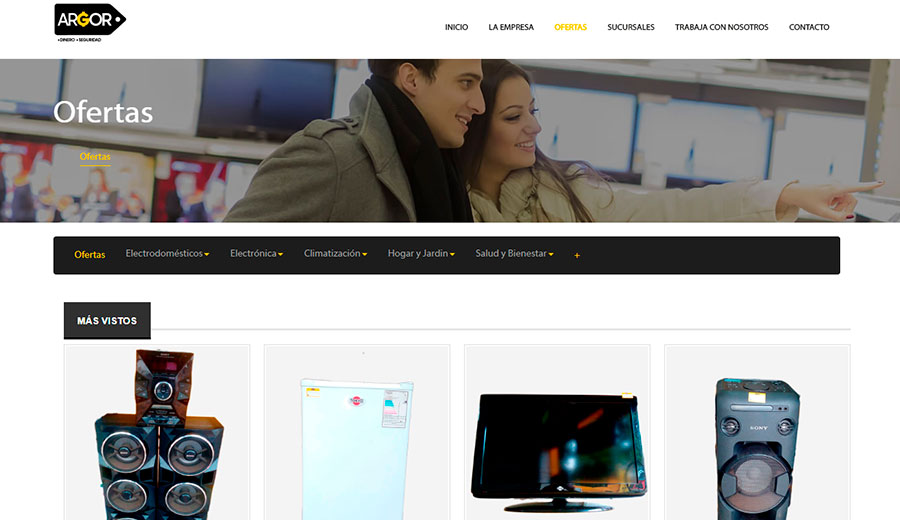 ARGOR
• DINERO • SEGURIDAD
INICIO LA EMPRESA OFERTAS SUCURSALES TRABAJA CON NOSOTROS CONTACTO
Ofertas
Ofertas
Ofertas Electrodomésticos Electrónica Climatización Hogar y Jardin Salud y Bienestar +
MÁS VISTOS
SONY